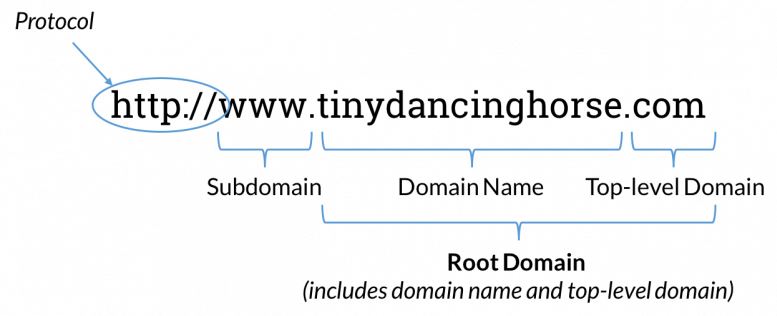 Protocol
http://www.tinydancinghorse.com
Subdomain
Domain Name
Top-level Domain
Root Domain
(includes domain name and top-level domain)